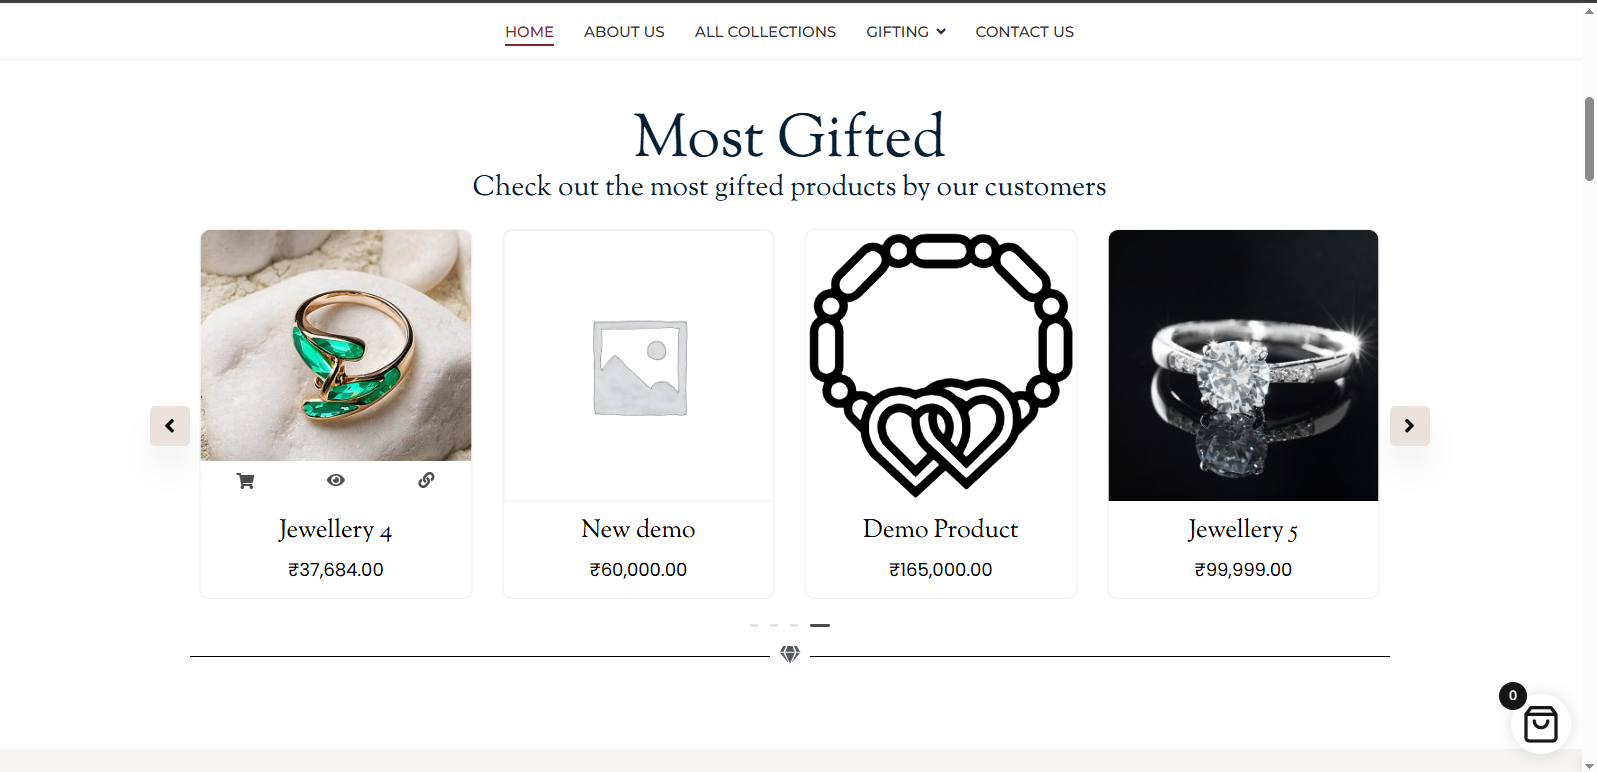 HOME ABOUT US ALL COLLECTIONS GIFTING CONTACT US
Most Gifted
Check out the most gifted products by our customers
Jewellery 4 New demo Demo Product Jewellery 5
₹37,684.00 ₹60,000.00 ₹165,000.00 ₹99,999.00
0